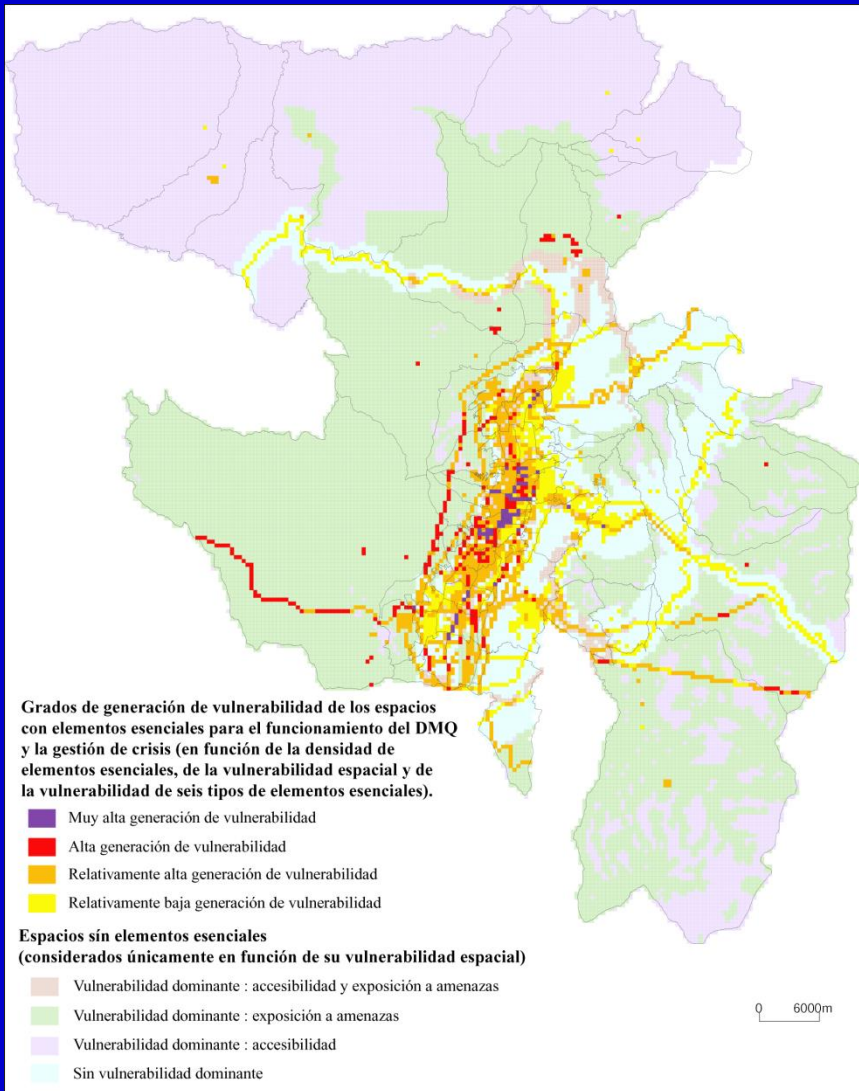 Grados de generación de vulnerabilidad de los espacios
con elementos esenciales para el funcionamiento del DMQ
y la gestión de crisis (en función de la densidad de
elementos esenciales, de la vulnerabilidad espacial y de
la vulnerabilidad de seis tipos de elementos esenciales).
Muy alta generación de vulnerabilidad
Alta generación de vulnerabilidad
Relativamente alta generación de vulnerabilidad
Relativamente baja generación de vulnerabilidad
Espacios sín elementos esenciales
(considerados únicamente en función de su vulnerabilidad espacial)
Vulnerabilidad dominante : accesibilidad y exposición a amenazas
Vulnerabilidad dominante : exposición a amenazas
Vulnerabilidad dominante : accesibilidad
Sin vulnerabilidad dominante
0 6000m